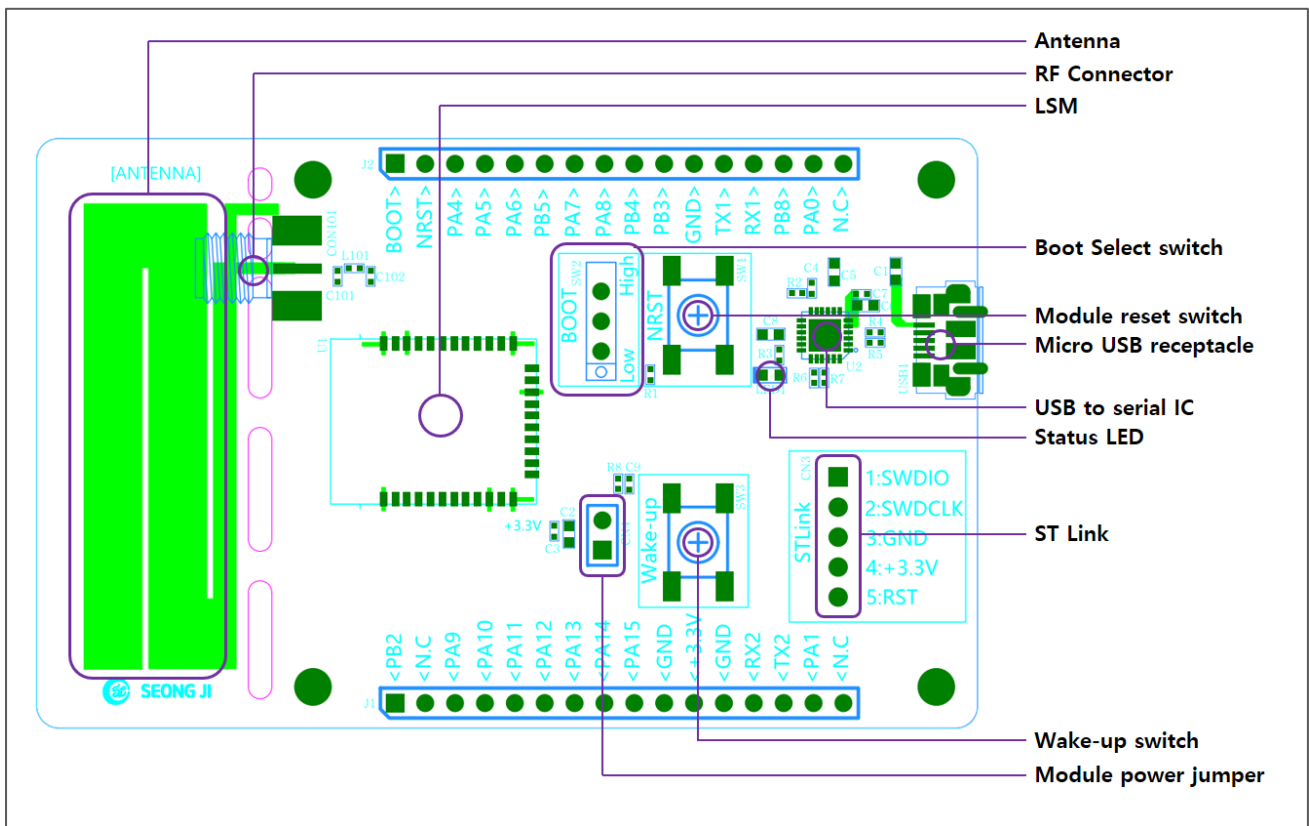 Antenna
RF Connector
LSM
[ANTENNA]
J2
BOOT>
NRST>
PA4>
PA5>
PA6>
PB5>
PA7>
PA8>
PB4>
PB3>
GND>
TX1>
RX1>
PB8>
PA0>
N.C>
CON101
L101
C102
C101
Boot Select switch
SW2
BOOT
High
Low
SW1
NRST
R1
Module reset switch
Micro USB receptacle
R2
C4
C5
C1
C7
C8
R3
R4
R5
R6
R7
U2
USB1
U1
USB to serial IC
Status LED
CN3
STLink
1:SWDIO
2:SWDCLK
3:GND
4:+3.3V
5:RST
ST Link
R8
C9
+3.3V
C2
C3
SW3
Wake-up
J1
<PB2
<N.C
<PA9
<PA10
<PA11
<PA12
<PA13
<PA14
<PA15
<GND
<+3.3V
<GND
<RX2
<TX2
<PA1
<N.C
SEONG JI
Wake-up switch
Module power jumper